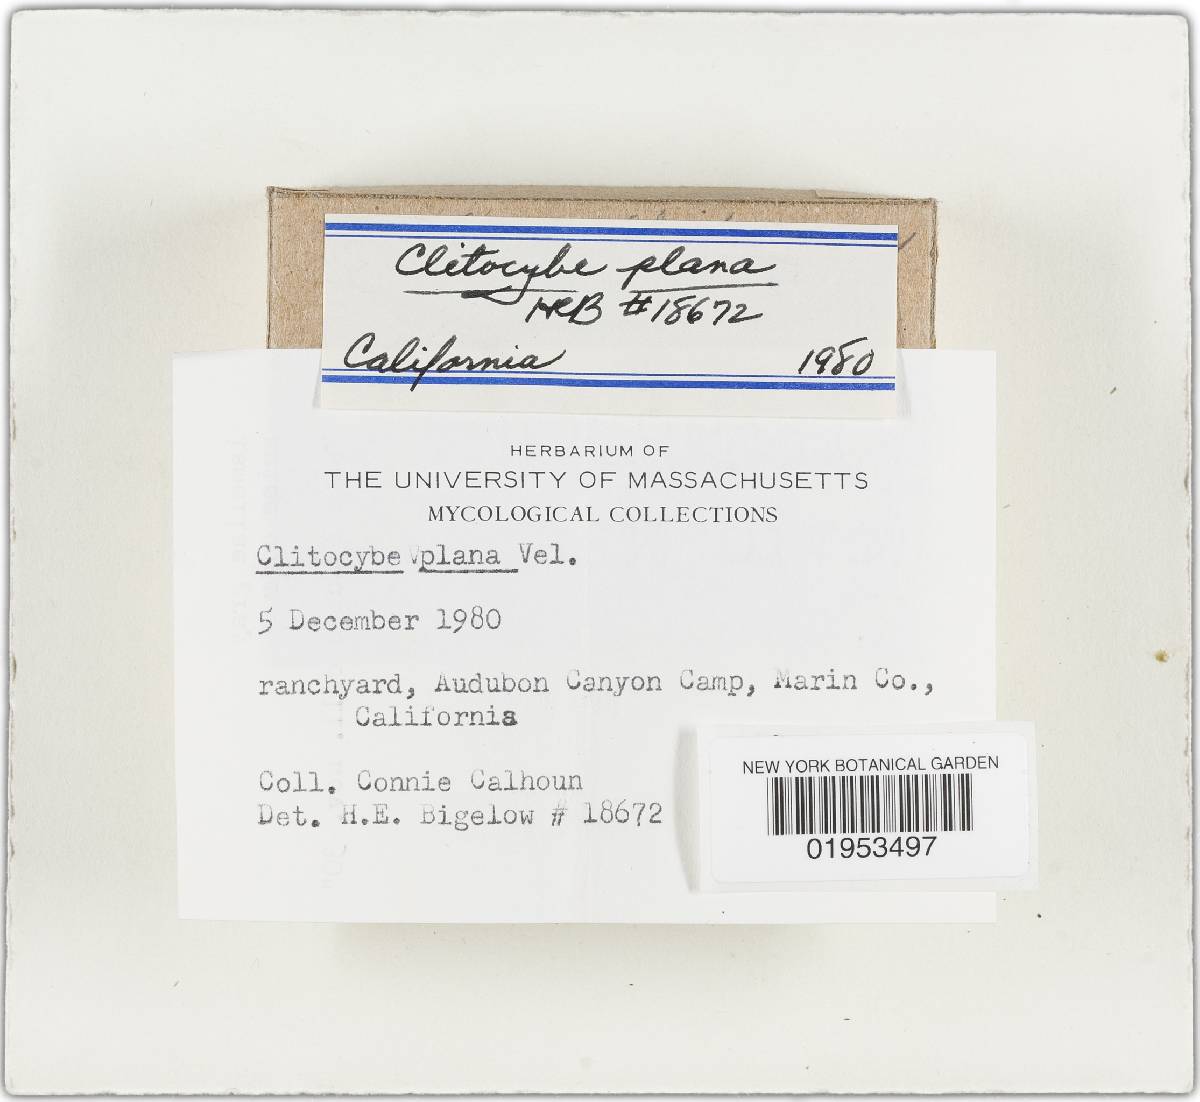 Clitocybe plana
HEB #18672
California 1980
HERBARIUM OF
THE UNIVERSITY OF MASSACHUSETTS
MYCOLOGICAL COLLECTIONS
Clitocybe plana Vel.
5 December 1980
ranchyard, Audubon Canyon Camp, Marin Co.,
California
Coll. Connie Calhoun
Det. H.E. Bigelow # 18672
NEW YORK BOTANICAL GARDEN
01953497